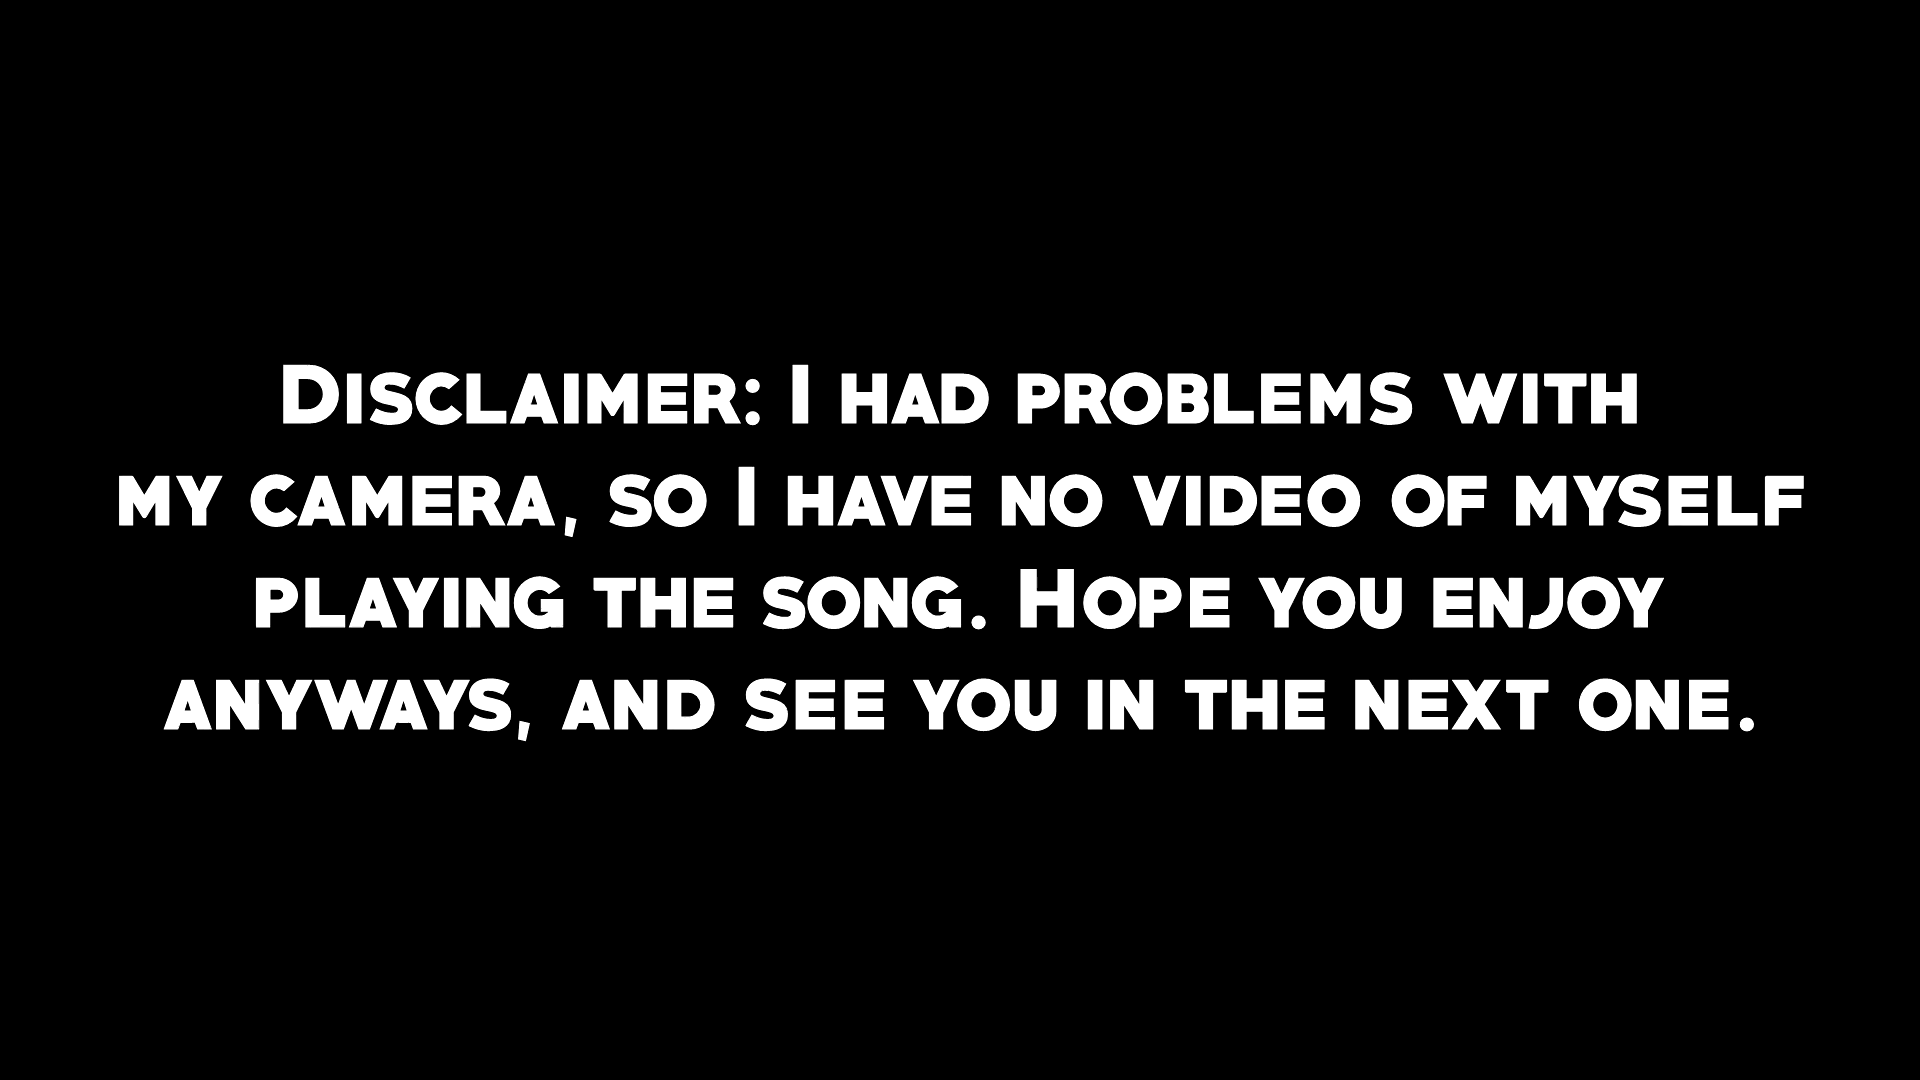 Disclaimer: I had problems with
my camera, so I have no video of myself
playing the song. Hope you enjoy
anyways, and see you in the next one.